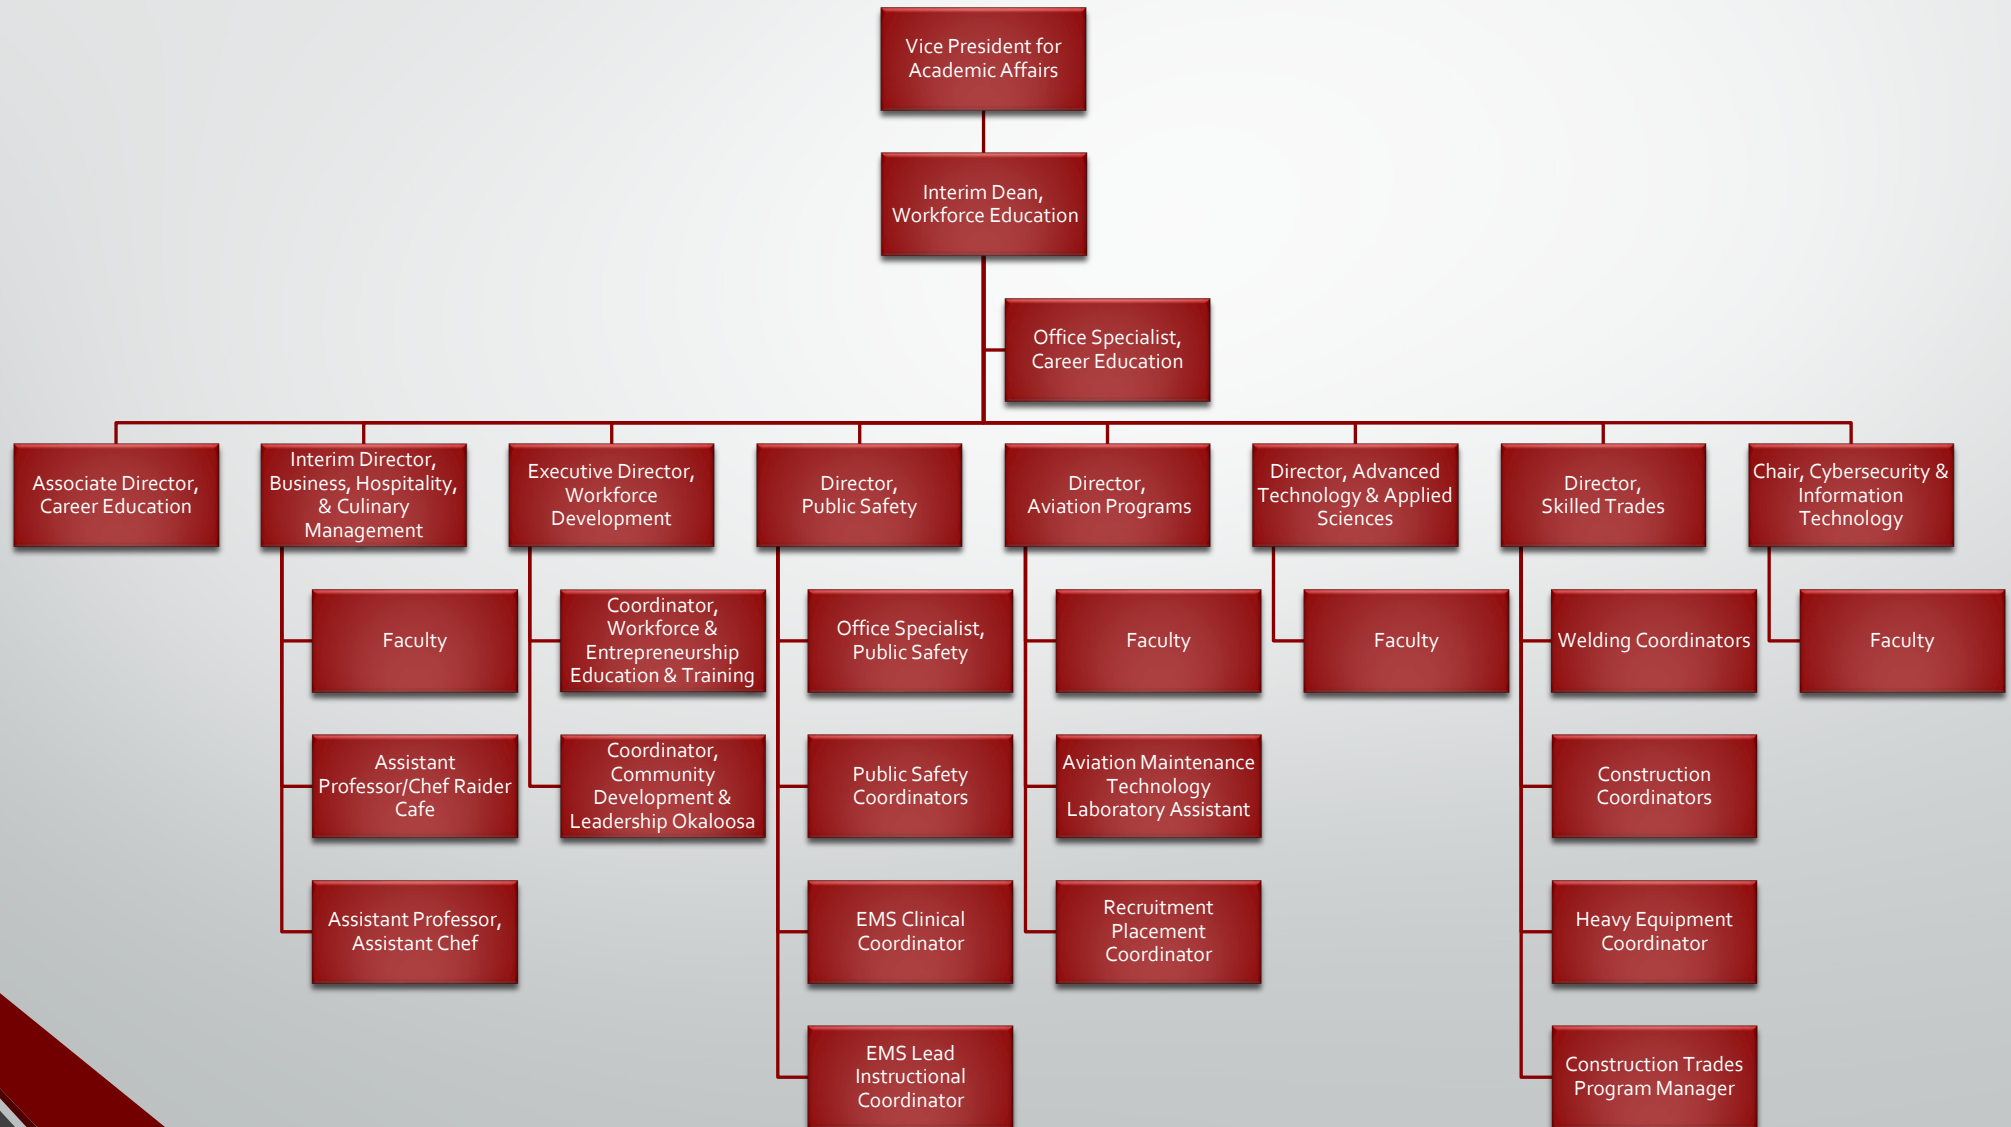 Vice President for
Academic Affairs
Interim Dean,
Workforce Education
Office Specialist,
Career Education
Associate Director,
Career Education
Interim Director,
Business, Hospitality,
& Culinary
Management
Executive Director,
Workforce
Development
Director,
Public Safety
Director,
Aviation Programs
Director, Advanced
Technology & Applied
Sciences
Director,
Skilled Trades
Chair, Cybersecurity &
Information
Technology
Faculty
Assistant
Professor/Chef Raider
Cafe
Assistant Professor,
Assistant Chef
Coordinator,
Workforce &
Entrepreneurship
Education & Training
Coordinator,
Community
Development &
Leadership Okaloosa
Office Specialist,
Public Safety
Public Safety
Coordinators
EMS Clinical
Coordinator
EMS Lead
Instructional
Coordinator
Faculty
Aviation Maintenance
Technology
Laboratory Assistant
Recruitment
Placement
Coordinator
Faculty
Welding Coordinators
Construction
Coordinators
Heavy Equipment
Coordinator
Construction Trades
Program Manager
Faculty